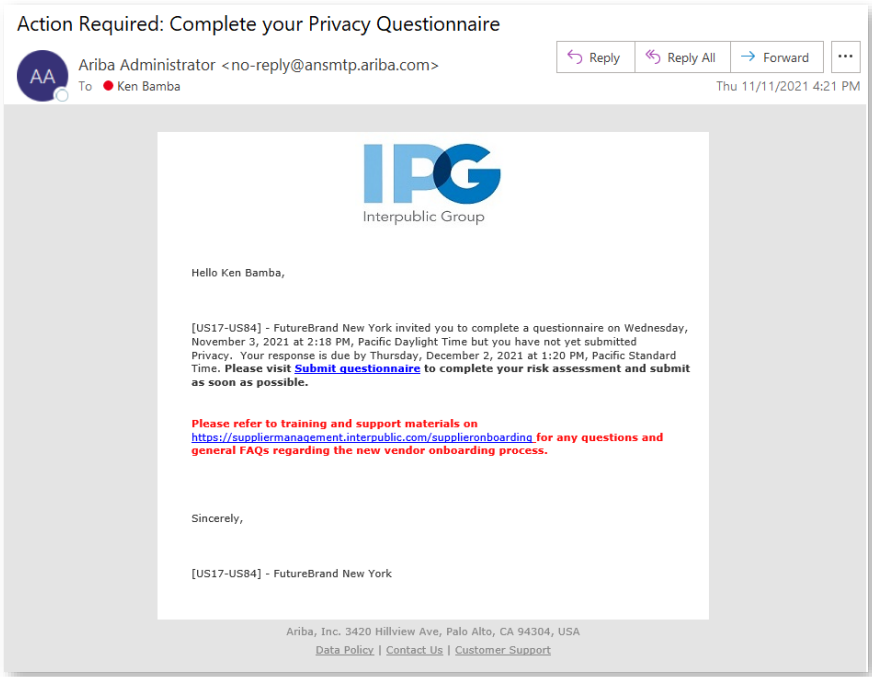 Action Required: Complete your Privacy Questionnaire
AA
Ariba Administrator <no-reply@ansmtp.ariba.com>
To Ken Bamba
Reply
Reply All
Forward
...
Thu 11/11/2021 4:21 PM
IPG
Interpublic Group
Hello Ken Bamba,
[US17-US84] - FutureBrand New York invited you to complete a questionnaire on Wednesday,
November 3, 2021 at 2:18 PM, Pacific Daylight Time but you have not yet submitted
Privacy. Your response is due by Thursday, December 2, 2021 at 1:20 PM, Pacific Standard
Time. Please visit Submit questionnaire to complete your risk assessment and submit
as soon as possible.
Please refer to training and support materials on
https://suppliermanagement.interpublic.com/supplieronboarding for any questions and
general FAQs regarding the new vendor onboarding process.
Sincerely,
[US17-US84] - FutureBrand New York
Ariba, Inc. 3420 Hillview Ave, Palo Alto, CA 94304, USA
Data Policy | Contact Us | Customer Support